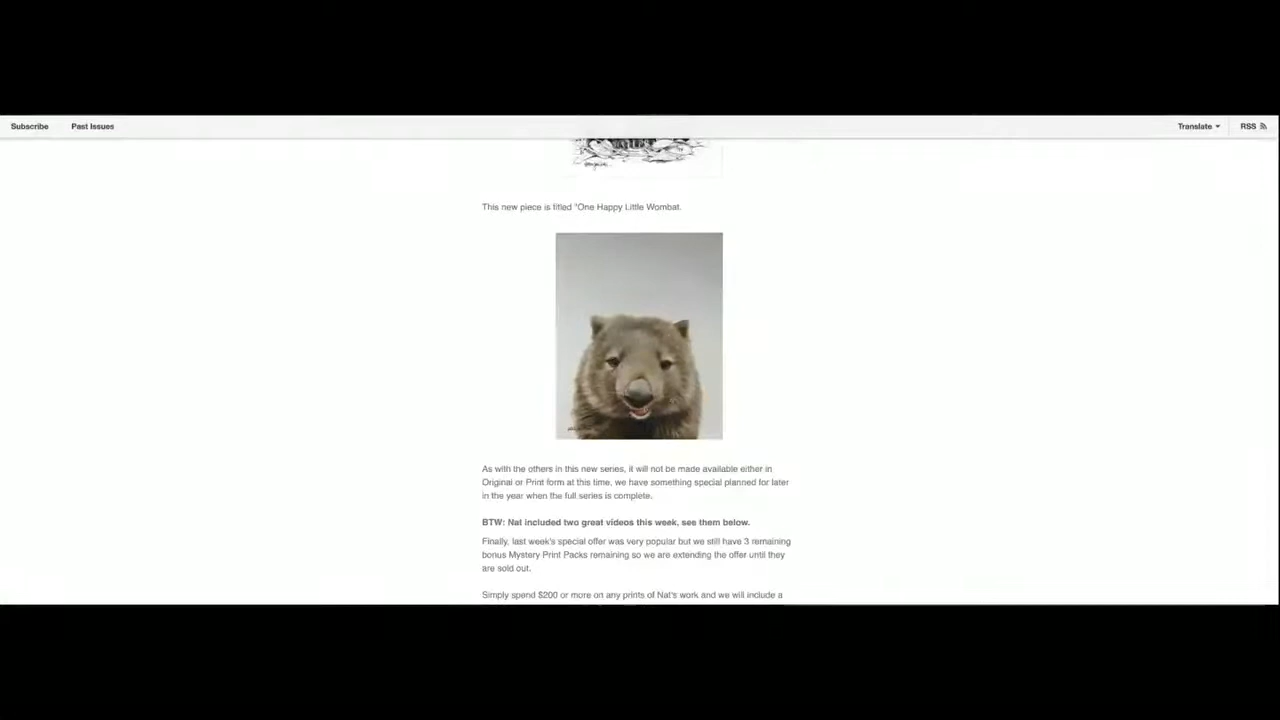 Subscribe Past Issues Translate RSS
This new piece is titled "One Happy Little Wombat.
As with the others in this new series, it will not be made available either in
Original or Print form at this time, we have something special planned for later
in the year when the full series is complete.
BTW: Nat included two great videos this week, see them below.
Finally, last week's special offer was very popular but we still have 3 remaining
bonus Mystery Print Packs remaining so we are extending the offer until they
are sold out.
Simply spend $200 or more on any prints of Nat's work and we will include a